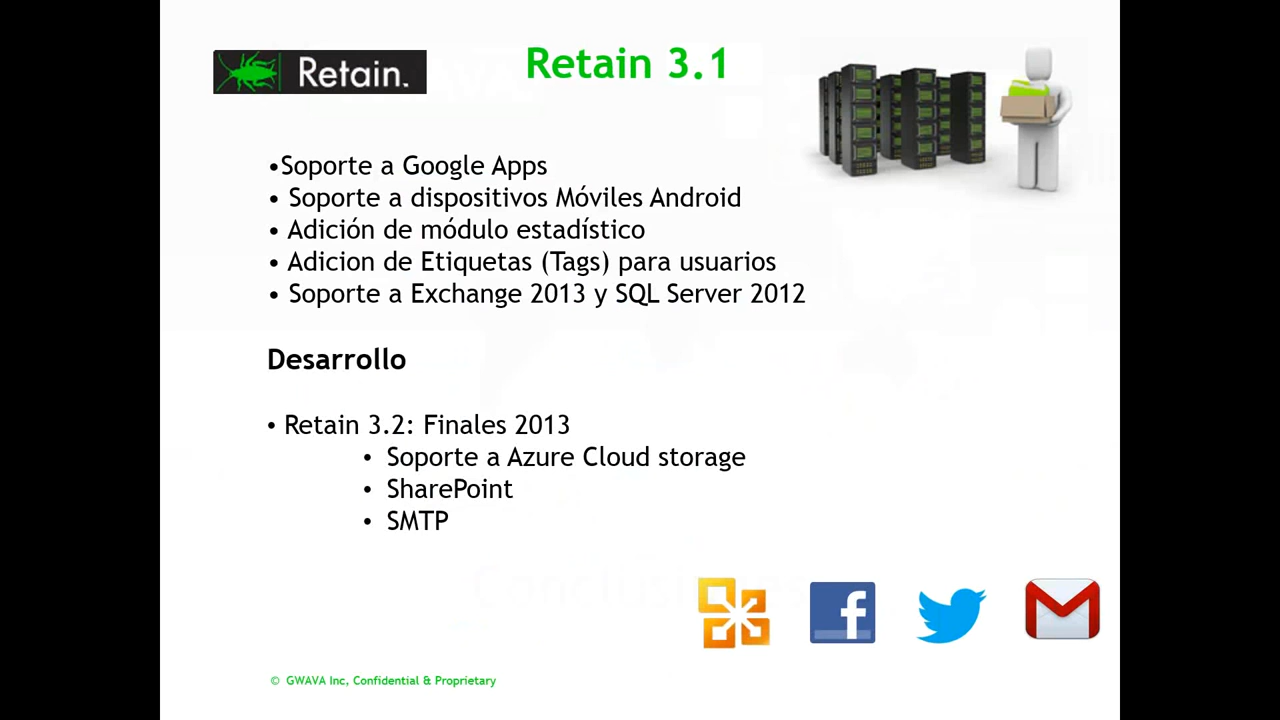 Retain.
Retain 3.1
•Soporte a Google Apps
• Soporte a dispositivos Móviles Android
• Adición de módulo estadístico
• Adicion de Etiquetas (Tags) para usuarios
• Soporte a Exchange 2013 y SQL Server 2012
Desarrollo
• Retain 3.2: Finales 2013
• Soporte a Azure Cloud storage
• SharePoint
• SMTP
Conclusiones
© GWAVA Inc, Confidential & Proprietary